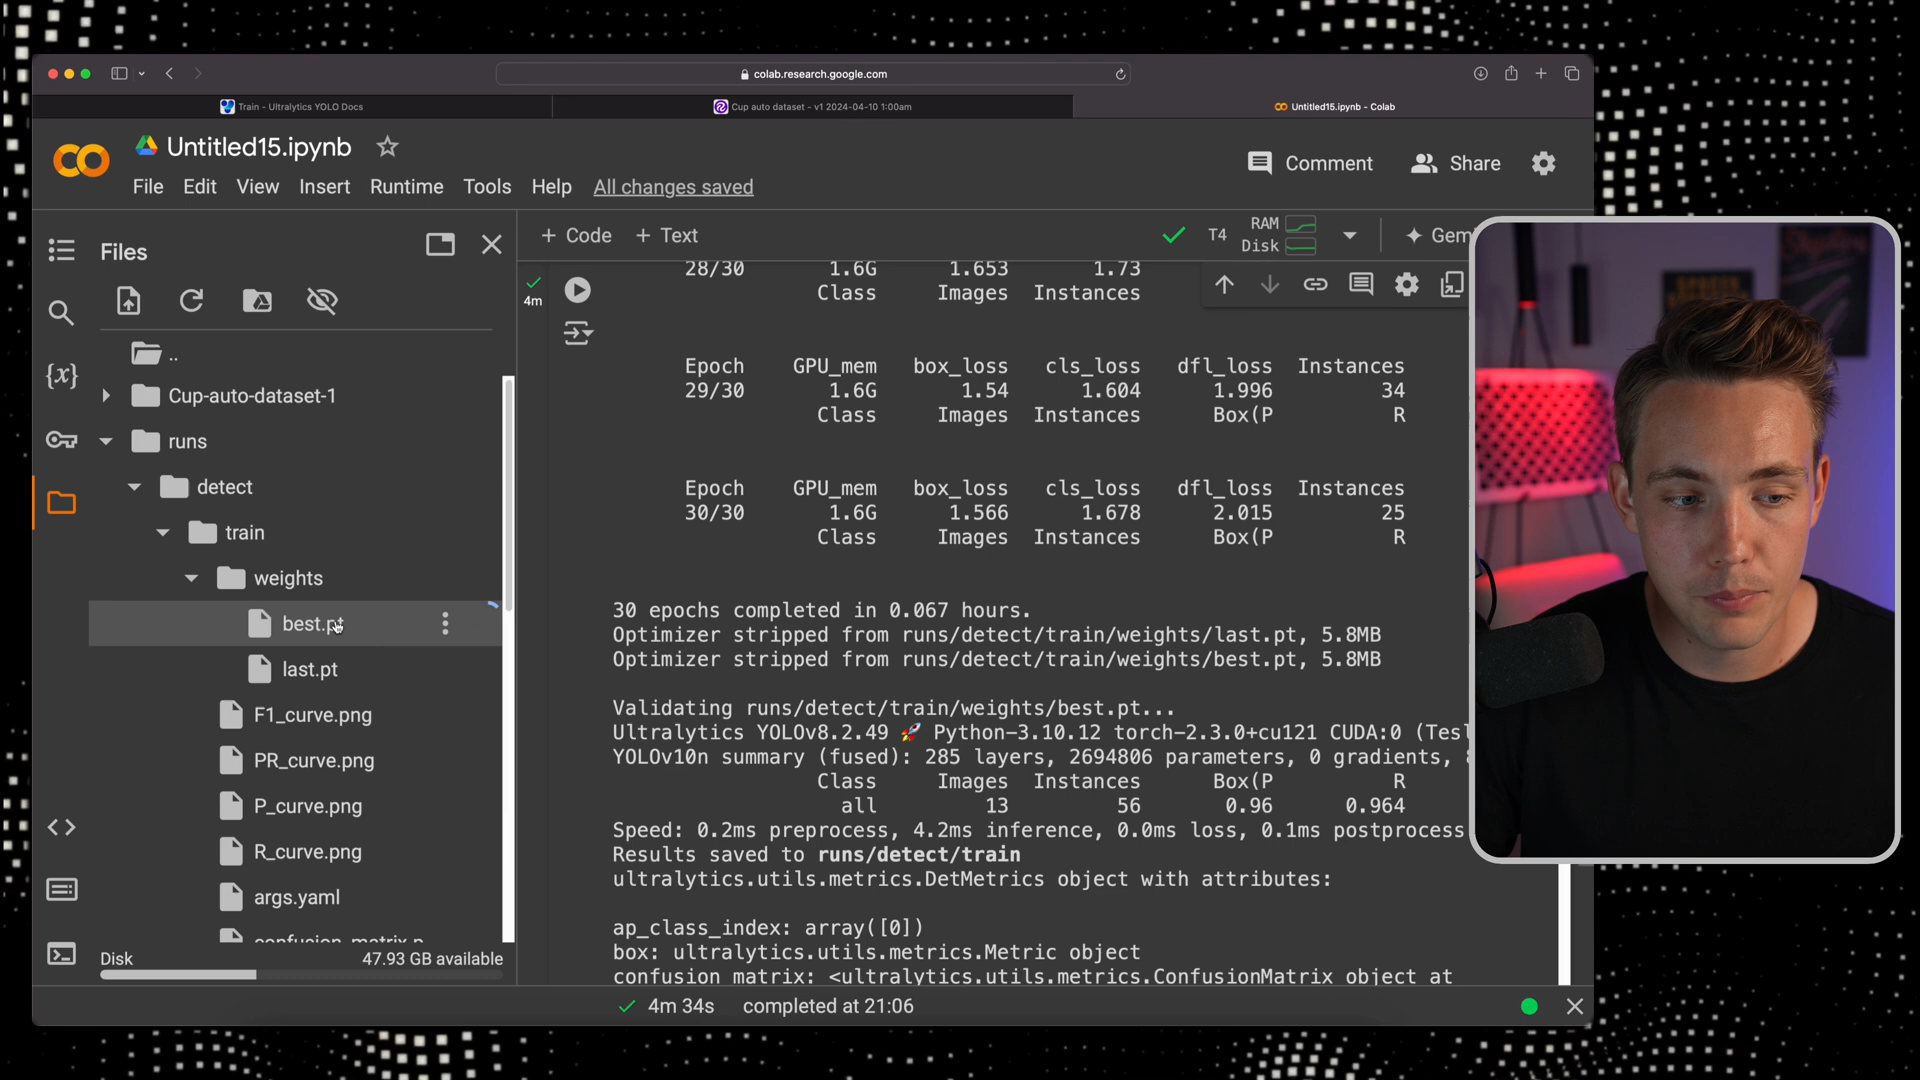 colab.research.google.com
Train - Ultralytics YOLO Docs
Cup auto dataset - v1 2024-04-10 1:00am
Untitled15.ipynb - Colab
Untitled15.ipynb
Comment
Share
File Edit View Insert Runtime Tools Help All changes saved
Files
+ Code + Text
T4
RAM
Disk
Gem
..
Cup-auto-dataset-1
runs
detect
train
weights
best.pt
last.pt
F1_curve.png
PR_curve.png
P_curve.png
R_curve.png
args.yaml
Disk 47.93 GB available
{x}
4m
28/30 1.6G 1.653 1.73
Class Images Instances
Epoch GPU_mem box_loss cls_loss dfl_loss Instances
29/30 1.6G 1.54 1.604 1.996 34
Class Images Instances Box(P R
Epoch GPU_mem box_loss cls_loss dfl_loss Instances
30/30 1.6G 1.566 1.678 2.015 25
Class Images Instances Box(P R
30 epochs completed in 0.067 hours.
Optimizer stripped from runs/detect/train/weights/last.pt, 5.8MB
Optimizer stripped from runs/detect/train/weights/best.pt, 5.8MB
Validating runs/detect/train/weights/best.pt...
Ultralytics YOLOv8.2.49 🚀 Python-3.10.12 torch-2.3.0+cu121 CUDA:0 (Tesl
YOLOv10n summary (fused): 285 layers, 2694806 parameters, 0 gradients,
Class Images Instances Box(P R
all 13 56 0.96 0.964
Speed: 0.2ms preprocess, 4.2ms inference, 0.0ms loss, 0.1ms postprocess
Results saved to runs/detect/train
ultralytics.utils.metrics.DetMetrics object with attributes:
ap_class_index: array([0])
box: ultralytics.utils.metrics.Metric object
confusion_matrix: <ultralytics.utils.metrics.ConfusionMatrix object at
4m 34s completed at 21:06